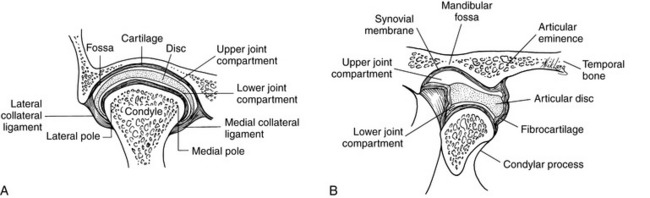 Cartilage
Fossa
Disc
Upper joint
compartment
Lower joint
compartment
Condyle
Lateral
collateral
ligament
Medial collateral
ligament
Lateral pole
Medial pole
A
Mandibular
fossa
Synovial
membrane
Articular
eminence
Upper joint
compartment
Temporal
bone
Articular disc
Lower joint
compartment
Fibrocartilage
Condylar process
B